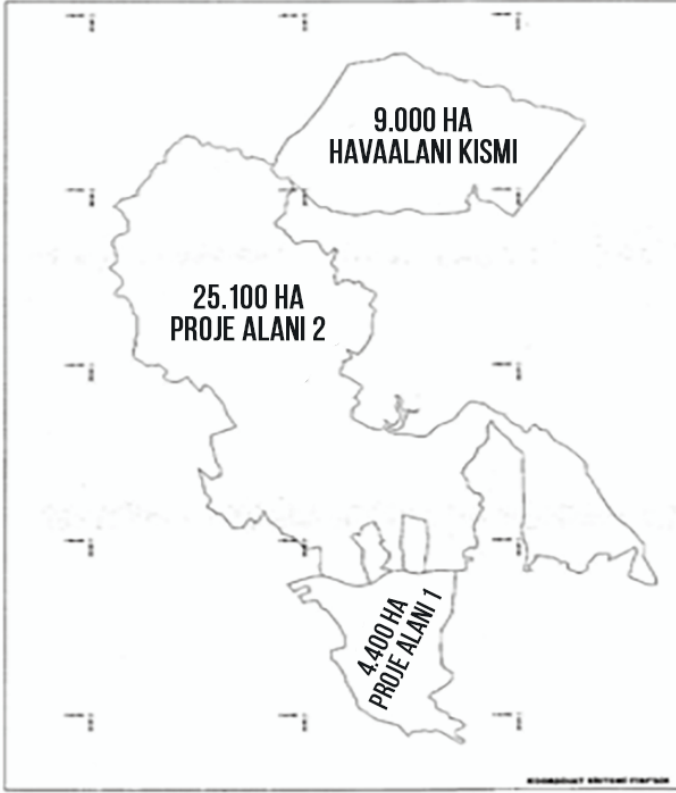 9.000 HA
HAVAALANI KISMI
25.100 HA
PROJE ALANI 2
4.400 HA
PROJE ALANI 1